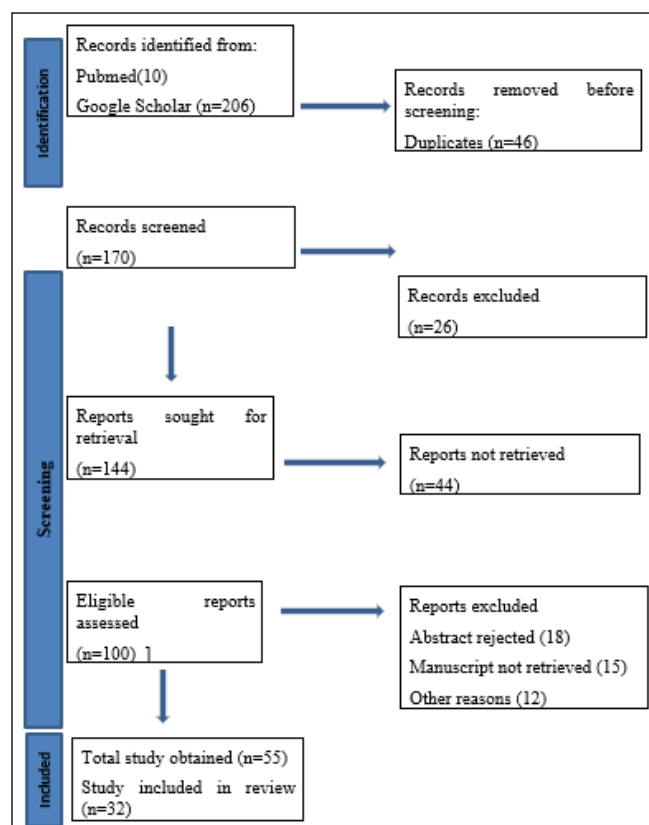 Identification
Records identified from:
Pubmed(10)
Google Scholar (n=206)
Records removed before
screening:
Duplicates (n=46)
Screening
Records screened
(n=170)
Records excluded
(n=26)
Reports sought for
retrieval
(n=144)
Reports not retrieved
(n=44)
Eligible reports
assessed
(n=100) ]
Reports excluded
Abstract rejected (18)
Manuscript not retrieved (15)
Other reasons (12)
Included
Total study obtained (n=55)
Study included in review
(n=32)